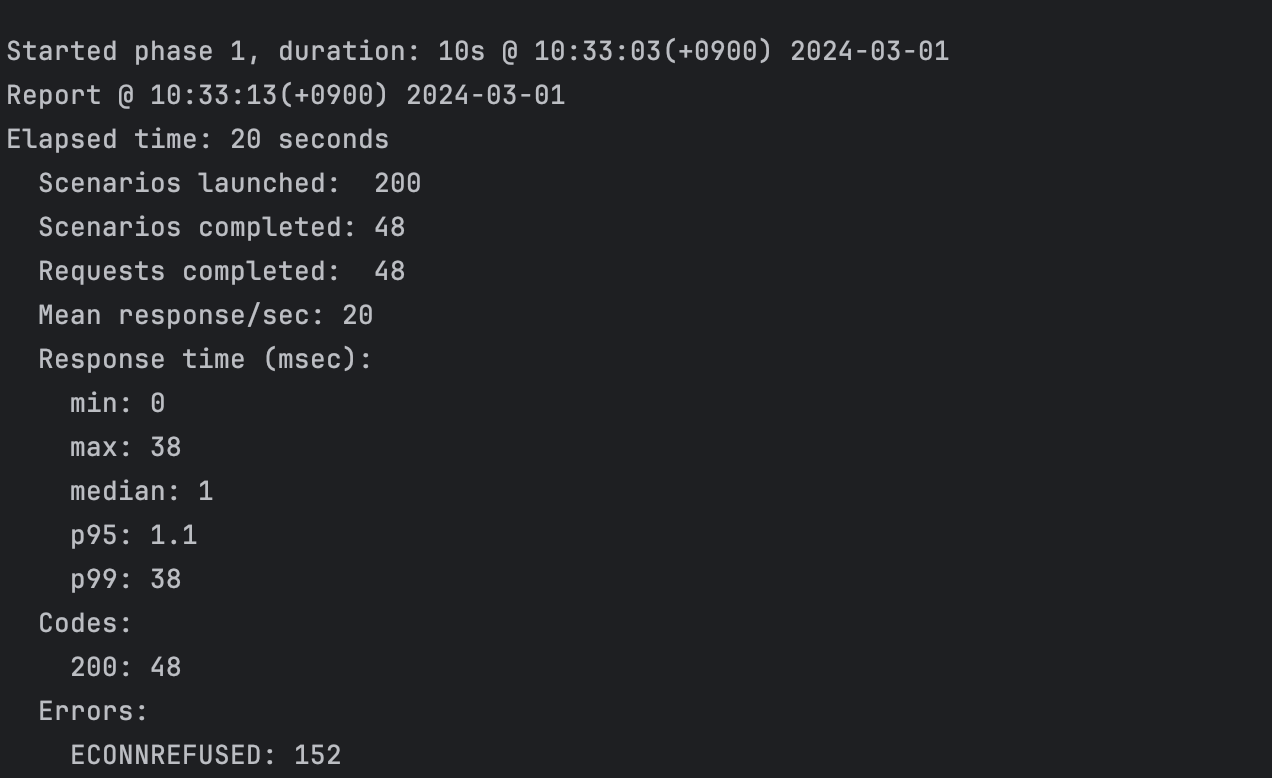 Started phase 1, duration: 10s @ 10:33:03(+0900) 2024-03-01
Report @ 10:33:13(+0900) 2024-03-01
Elapsed time: 20 seconds
  Scenarios launched:  200
  Scenarios completed: 48
  Requests completed:  48
  Mean response/sec: 20
  Response time (msec):
    min: 0
    max: 38
    median: 1
    p95: 1.1
    p99: 38
  Codes:
    200: 48
  Errors:
    ECONNREFUSED: 152